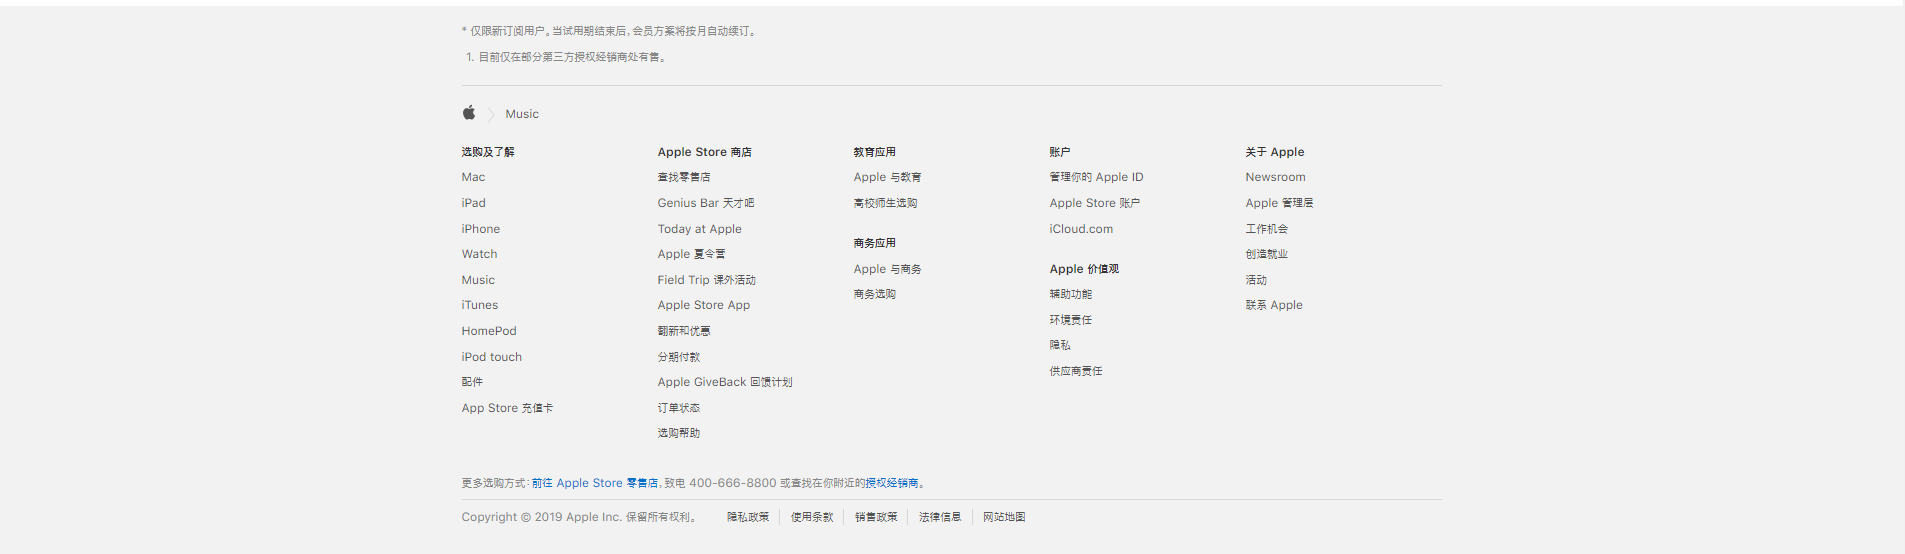 * 仅限新订阅用户。当试用期结束后，会员方案将按月自动续订。
1. 目前仅在部分第三方授权经销商处有售。
Music
选购及了解
Mac
iPad
iPhone
Watch
Music
iTunes
HomePod
iPod touch
配件
App Store 充值卡
Apple Store 商店
查找零售店
Genius Bar 天才吧
Today at Apple
Apple 夏令营
Field Trip 课外活动
Apple Store App
翻新和优惠
分期付款
Apple GiveBack 回馈计划
订单状态
选购帮助
教育应用
Apple 与教育
高校师生选购
商务应用
Apple 与商务
商务选购
账户
管理你的 Apple ID
Apple Store 账户
iCloud.com
Apple 价值观
辅助功能
环境责任
隐私
供应商责任
关于 Apple
Newsroom
Apple 管理层
工作机会
创造就业
活动
联系 Apple
更多选购方式：前往 Apple Store 零售店，致电 400-666-8800 或查找在你附近的授权经销商。
Copyright © 2019 Apple Inc. 保留所有权利。 隐私政策 使用条款 销售政策 法律信息 网站地图